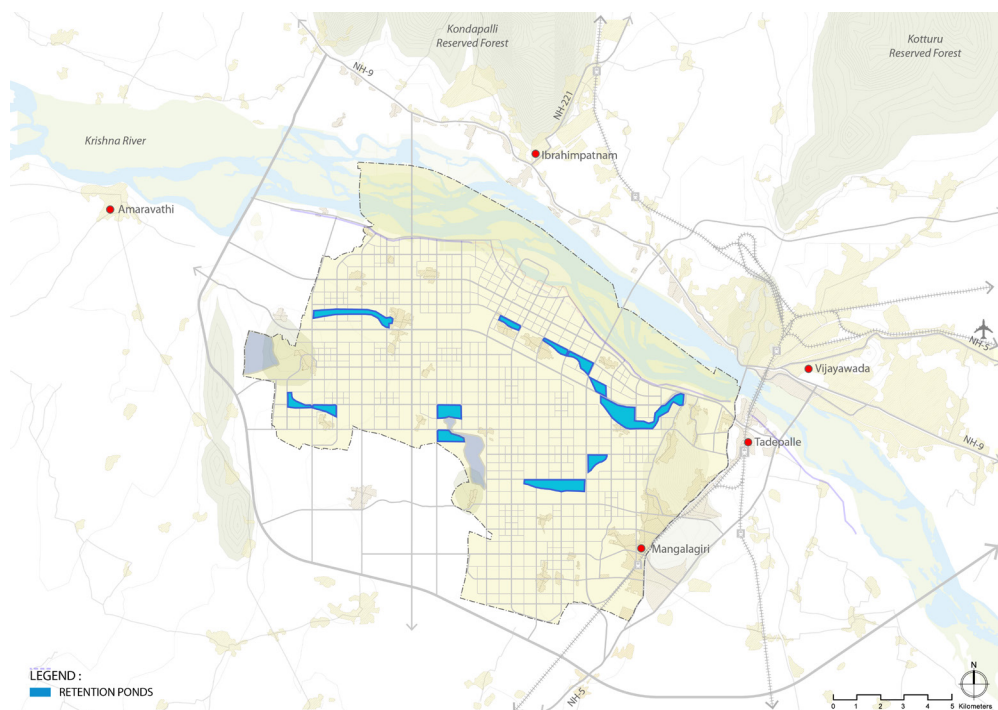 Kondapalli
Reserved Forest
Kotturu
Reserved Forest
NH-9
NH-221
Krishna River
Ibrahimpatnam
Amaravathi
NH-5
Vijayawada
Tadepalle
NH-9
Mangalagiri
LEGEND :
RETENTION PONDS
NH-5
N
0 1 2 3 4 5 Kilometers